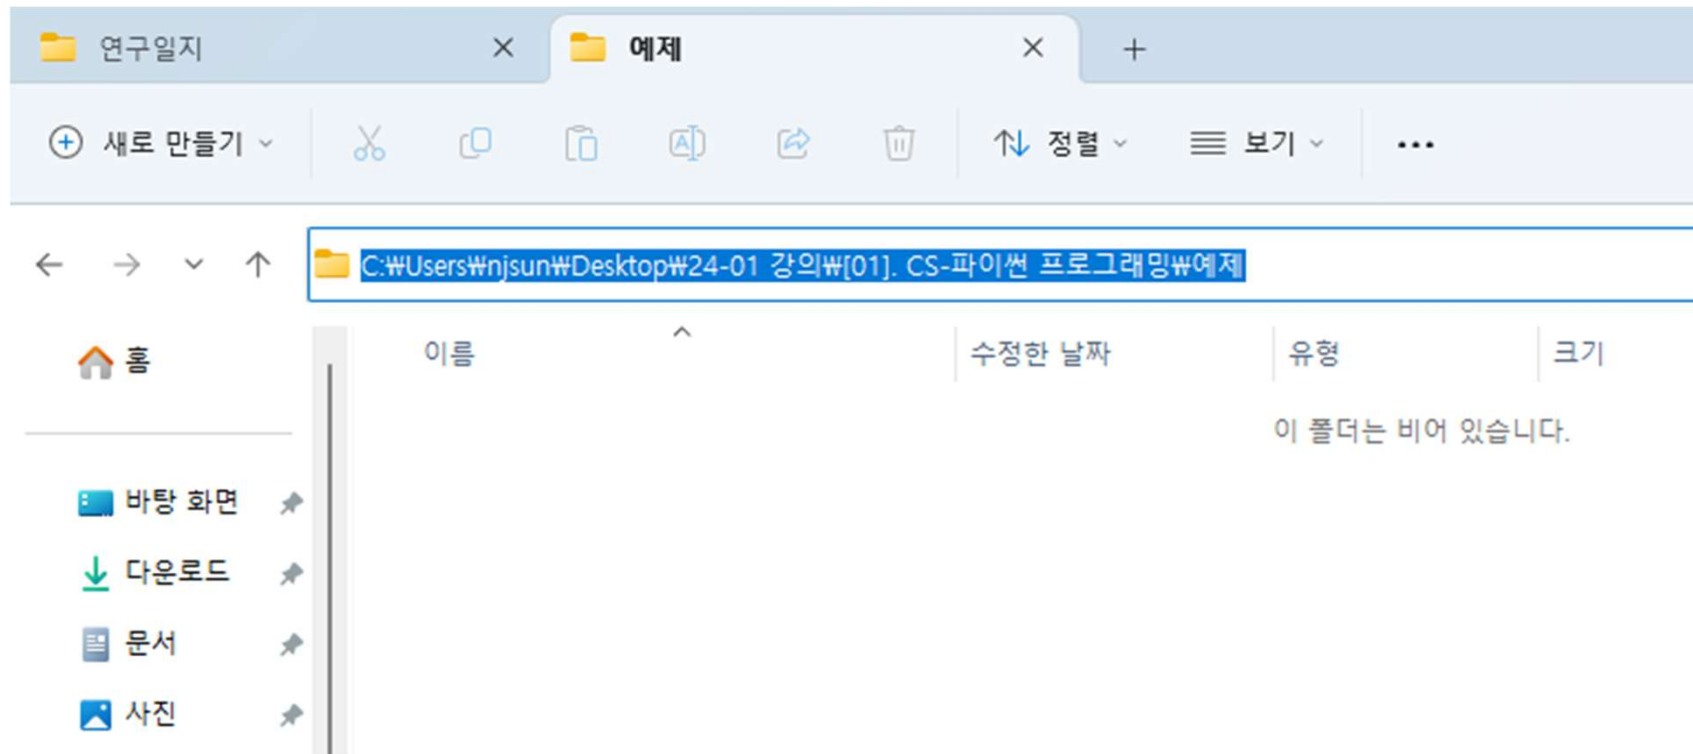 연구일지
예제
새로 만들기
정렬
보기
C:₩Users₩njsun₩Desktop₩24-01 강의₩[01]. CS-파이썬 프로그래밍₩예제
홈
이름 수정한 날짜 유형 크기
이 폴더는 비어 있습니다.
바탕 화면
다운로드
문서
사진